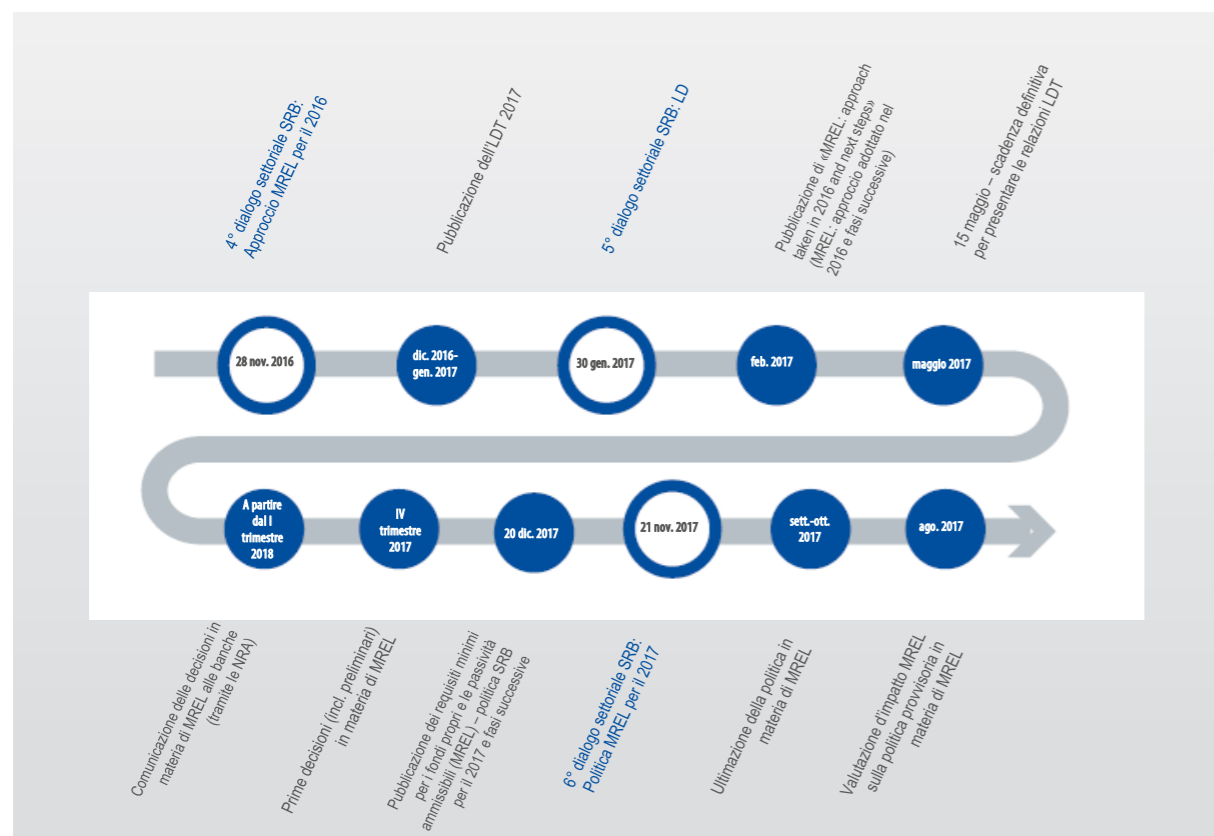 4° dialogo settoriale SRB:
Approccio MREL per il 2016
Pubblicazione dell'LDT 2017
5° dialogo settoriale SRB: LD
Pubblicazione di «MREL: approach
taken in 2016 and next steps»
(MREL: approccio adottato nel
2016 e fasi successive)
15 maggio – scadenza definitiva
per presentare le relazioni LDT
28 nov. 2016
dic. 2016-
gen. 2017
30 gen. 2017
feb. 2017
maggio 2017
A partire
dal I
trimestre
2018
IV
trimestre
2017
20 dic. 2017
21 nov. 2017
sett.-ott.
2017
ago. 2017
Comunicazione delle decisioni in
materia di MREL alle banche
(tramite le NRA)
Prime decisioni (incl. preliminari)
in materia di MREL
Pubblicazione dei requisiti minimi
per i fondi propri e le passività
ammissibili (MREL) – politica SRB
per il 2017 e fasi successive
6° dialogo settoriale SRB:
Politica MREL per il 2017
Ultimazione della politica in
materia di MREL
Valutazione d'impatto MREL
sulla politica provvisoria in
materia di MREL